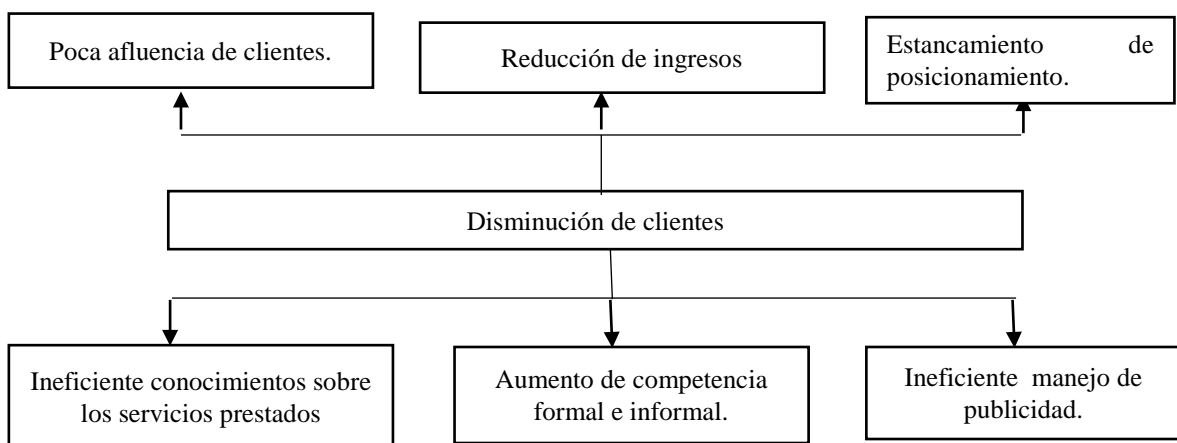 Poca afluencia de clientes.
Reducción de ingresos
Estancamiento de
posicionamiento.
Disminución de clientes
Ineficiente conocimientos sobre
los servicios prestados
Aumento de competencia
formal e informal.
Ineficiente manejo de
publicidad.